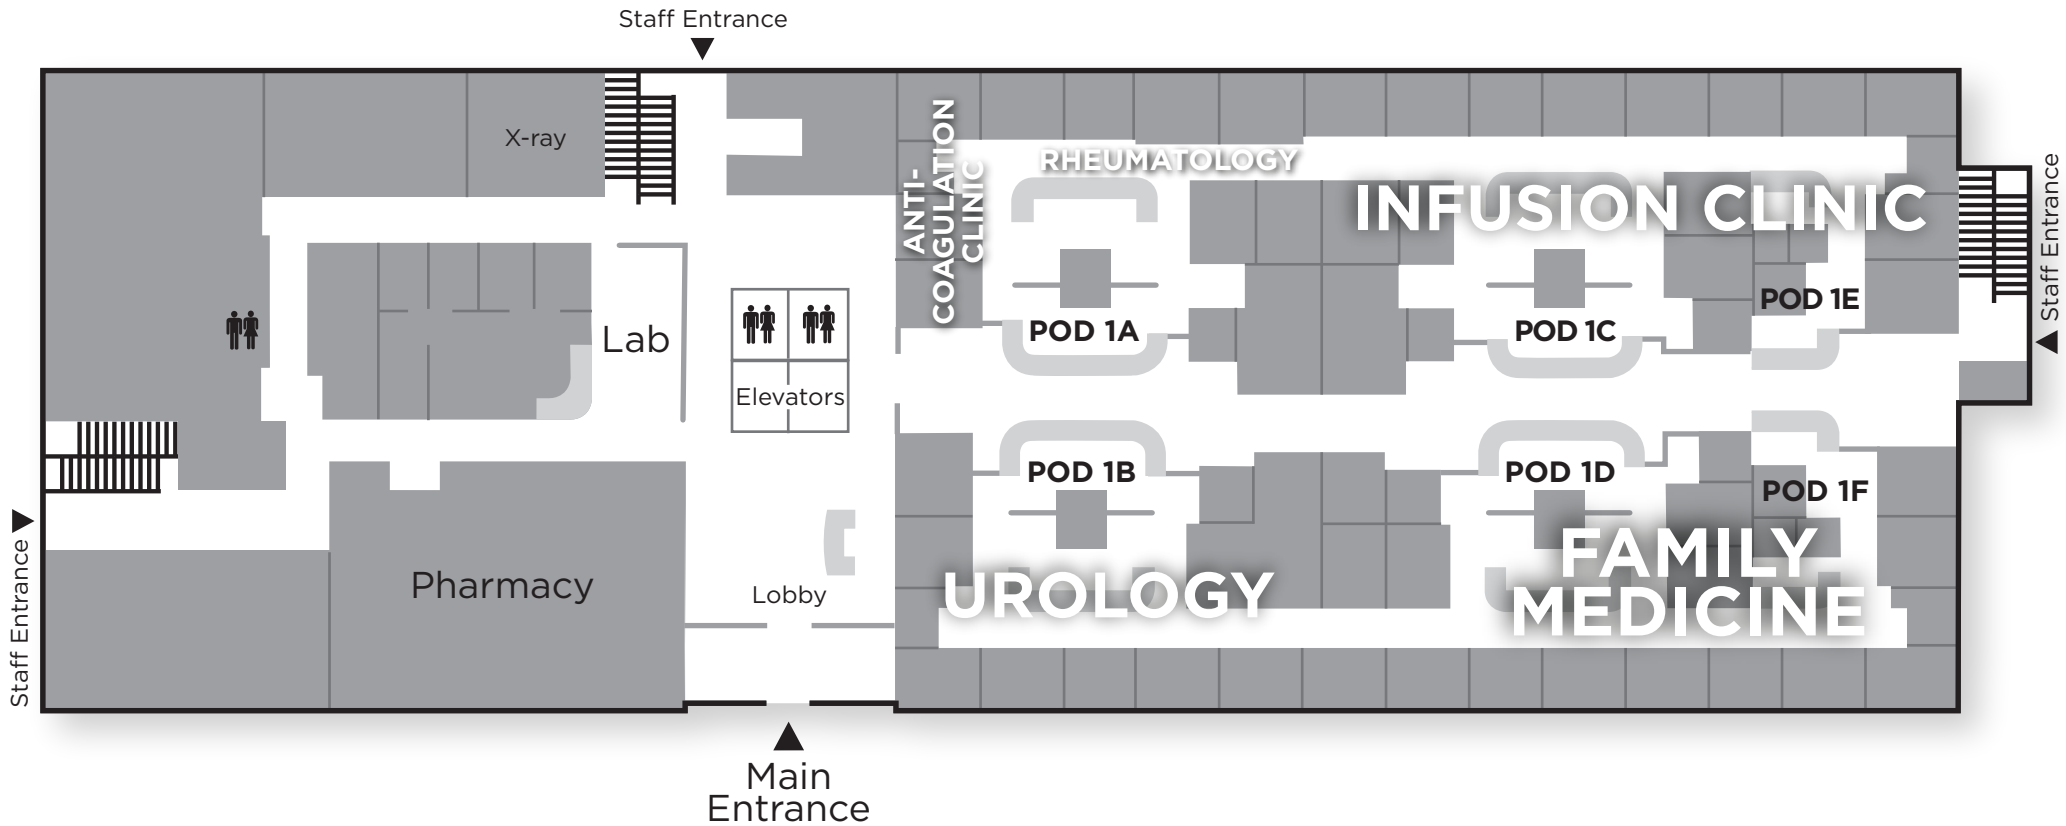 Staff Entrance
X-ray
ANTI-
COAGULATION
CLINIC
RHEUMATOLOGY
INFUSION CLINIC
Staff Entrance
POD 1E
Lab
POD 1A
POD 1C
Elevators
POD 1B
POD 1D
POD 1F
Staff Entrance
Pharmacy
Lobby
UROLOGY
FAMILY
MEDICINE
Main
Entrance